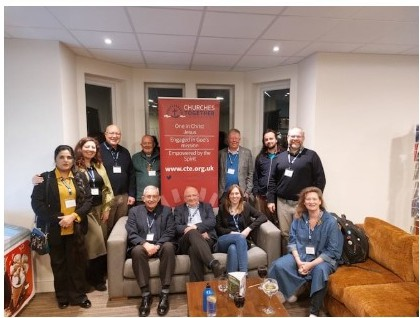 CHURCHES
TOGETHER
One in Christ
Jesus.
Engaged in God's
mission
Empowered by the
Spirit
www.cte.org.uk